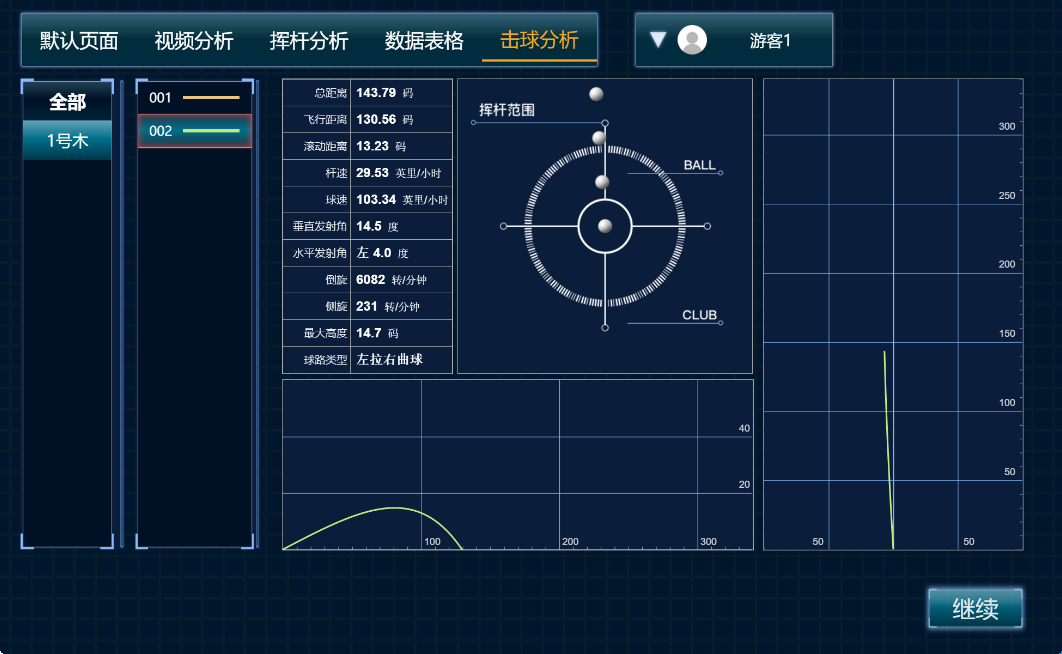 默认页面 视频分析 挥杆分析 数据表格 击球分析 游客1
全部
1号木
001
002
总距离 143.79 码
飞行距离 130.56 码
滚动距离 13.23 码
杆速 29.53 英里/小时
球速 103.34 英里/小时
垂直发射角 14.5 度
水平发射角 左 4.0 度
倒旋 6082 转/分钟
侧旋 231 转/分钟
最大高度 14.7 码
球路类型 左拉右曲球
挥杆范围
BALL
CLUB
40
20
100 200 300
300
250
200
150
100
50
50 50
继续